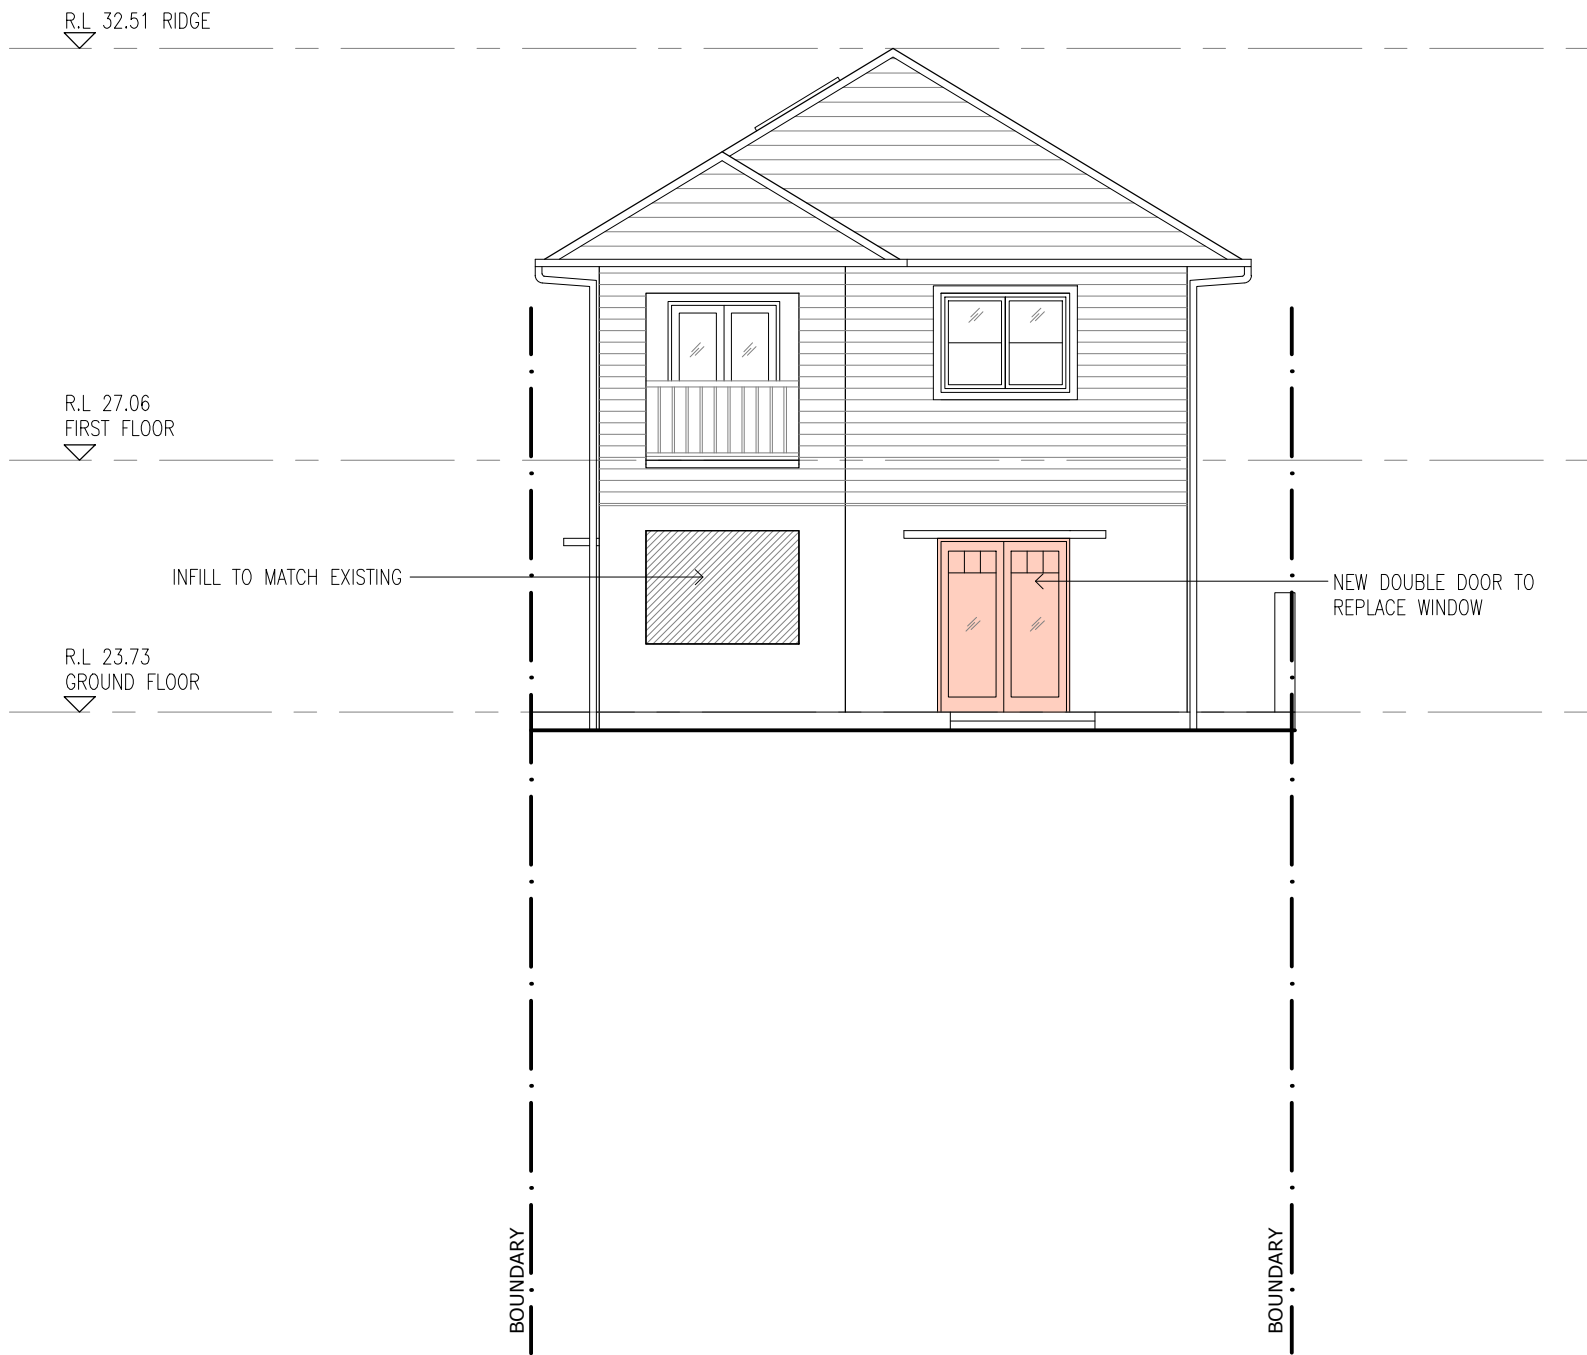 R.L 32.51 RIDGE
R.L 27.06
FIRST FLOOR
INFILL TO MATCH EXISTING
NEW DOUBLE DOOR TO
REPLACE WINDOW
R.L 23.73
GROUND FLOOR
BOUNDARY
BOUNDARY